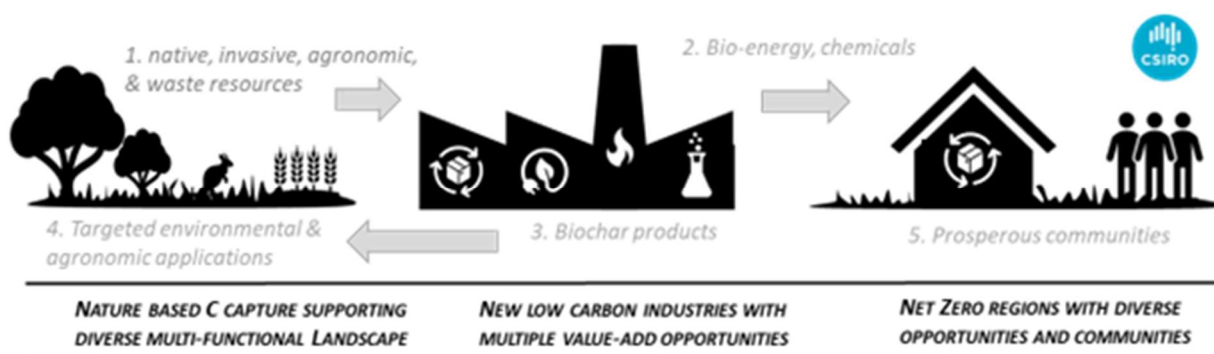 1. native, invasive, agronomic,
& waste resources
2. Bio-energy, chemicals
CSIRO
4. Targeted environmental &
agronomic applications
3. Biochar products
5. Prosperous communities
NATURE BASED C CAPTURE SUPPORTING
DIVERSE MULTI-FUNCTIONAL LANDSCAPE
NEW LOW CARBON INDUSTRIES WITH
MULTIPLE VALUE-ADD OPPORTUNITIES
NET ZERO REGIONS WITH DIVERSE
OPPORTUNITIES AND COMMUNITIES